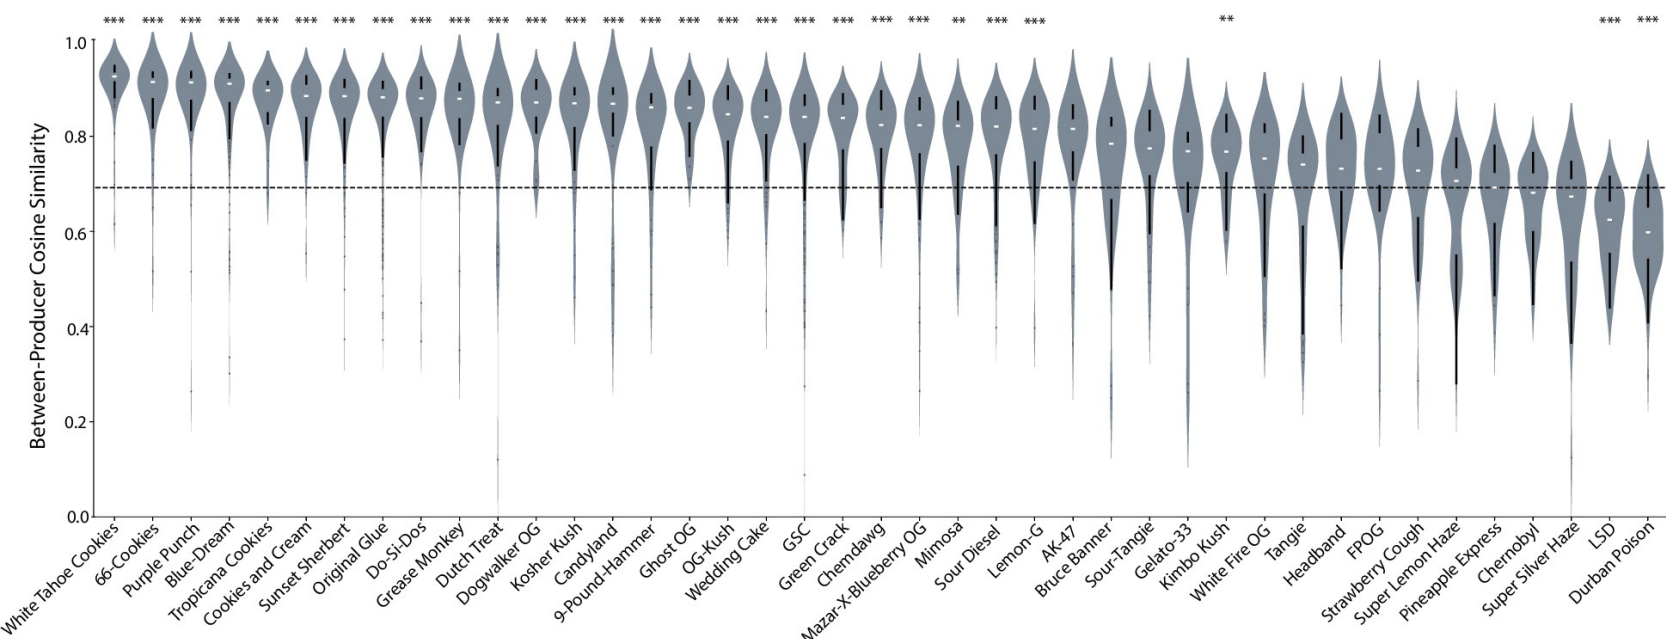 *** *** *** *** *** *** *** *** *** *** *** *** *** *** *** *** *** *** *** *** *** *** ** *** *** ** *** ***
Between-Producer Cosine Similarity
1.0
0.8
0.6
0.4
0.2
0.0
White Tahoe Cookies
66-Cookies
Purple Punch
Blue-Dream
Tropicana Cookies
Cookies and Cream
Sunset Sherbert
Original Glue
Do-Si-Dos
Grease Monkey
Dutch Treat
Dogwalker OG
Kosher Kush
Candyland
9-Pound-Hammer
Ghost OG
OG-Kush
Wedding Cake
GSC
Green Crack
Chemdawg
Mazar-X-Blueberry OG
Mimosa
Sour Diesel
Lemon-G
AK-47
Bruce Banner
Sour-Tangie
Gelato-33
Kimbo Kush
White Fire OG
Tangie
Headband
FPOG
Strawberry Cough
Super Lemon Haze
Pineapple Express
Chernobyl
Super Silver Haze
LSD
Durban Poison